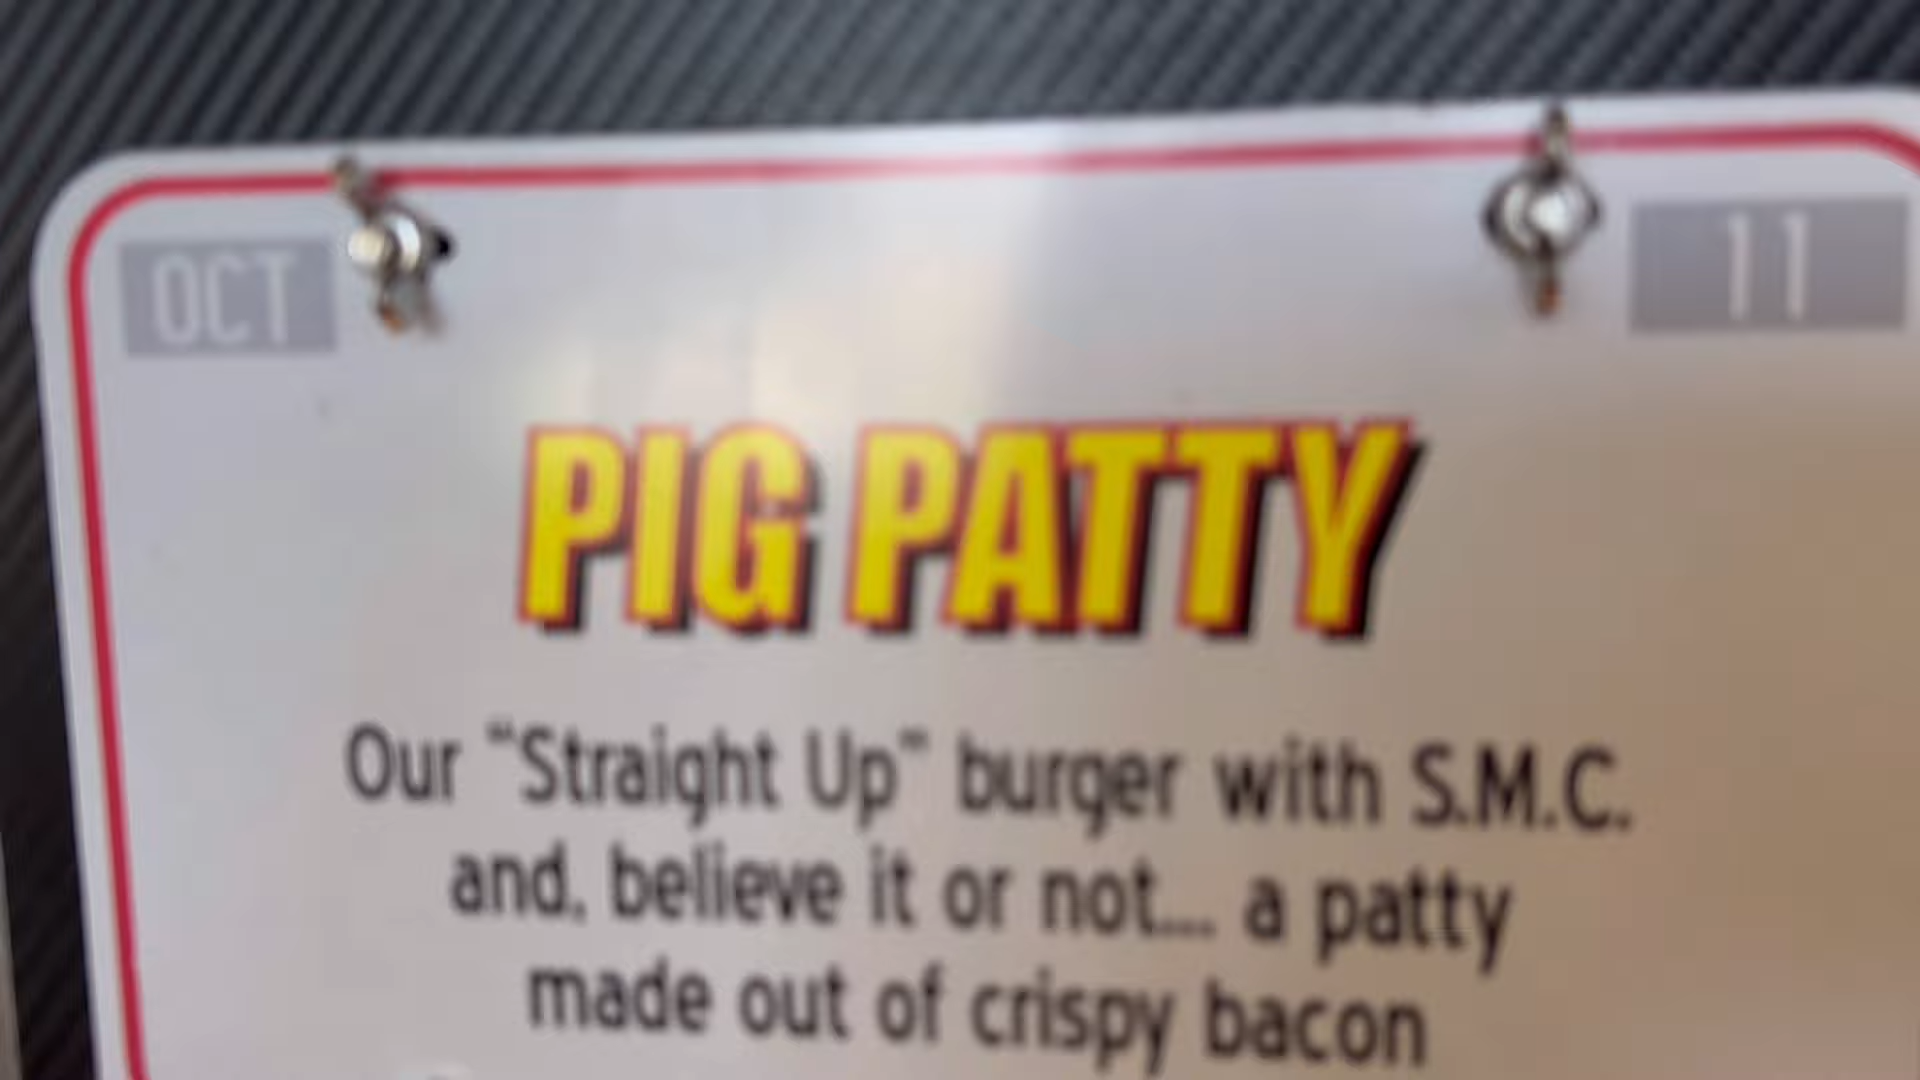 OCT 11
PIG PATTY
Our "Straight Up" burger with S.M.C.
and, believe it or not... a patty
made out of crispy bacon